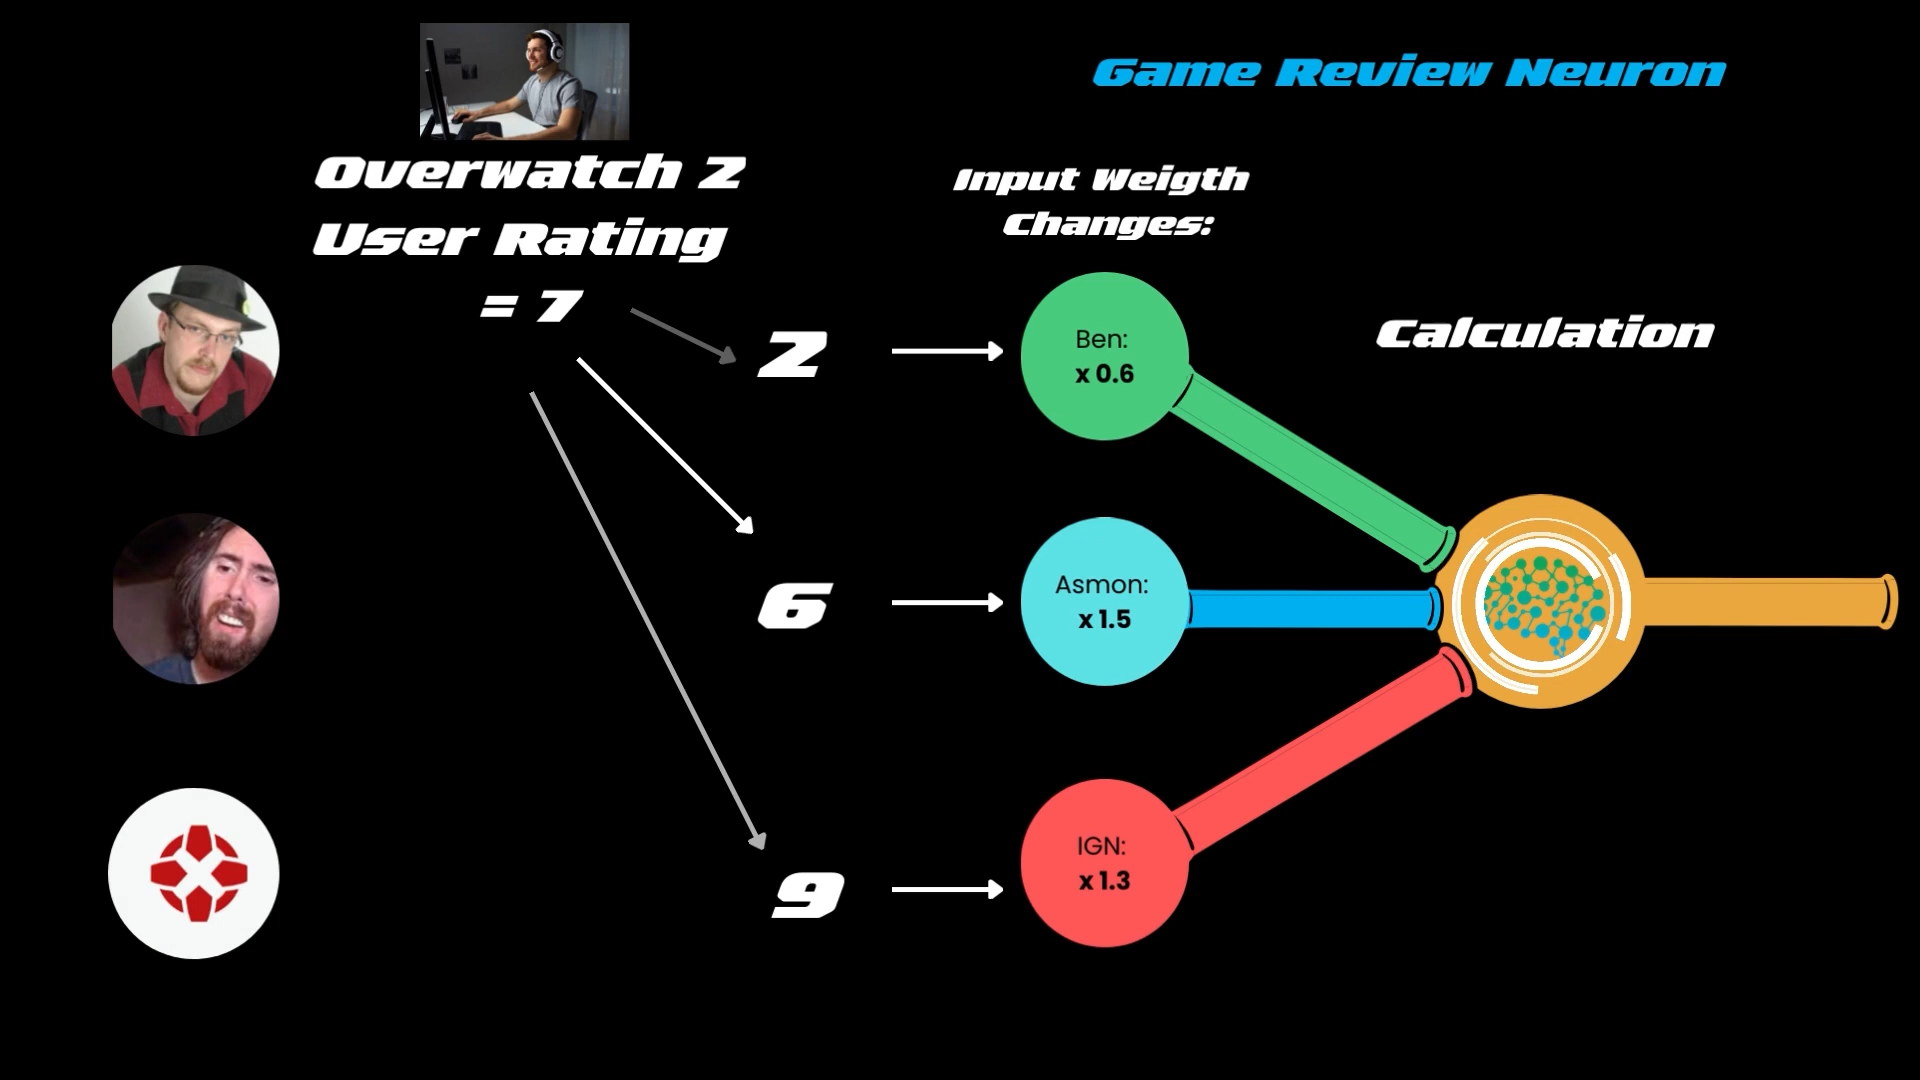 Game Review Neuron
Overwatch 2
User Rating
= 7
Input Weigth
Changes:
Calculation
2
Ben:
x 0.6
6
Asmon:
x 1.5
9
IGN:
x 1.3